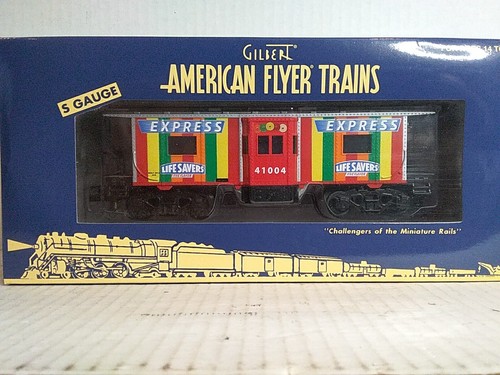 GILBERT®
AMERICAN FLYER® TRAINS
S GAUGE
EXPRESS
EXPRESS
LIFE SAVERS
41004
LIFE SAVERS
"Challengers of the Miniature Rails"